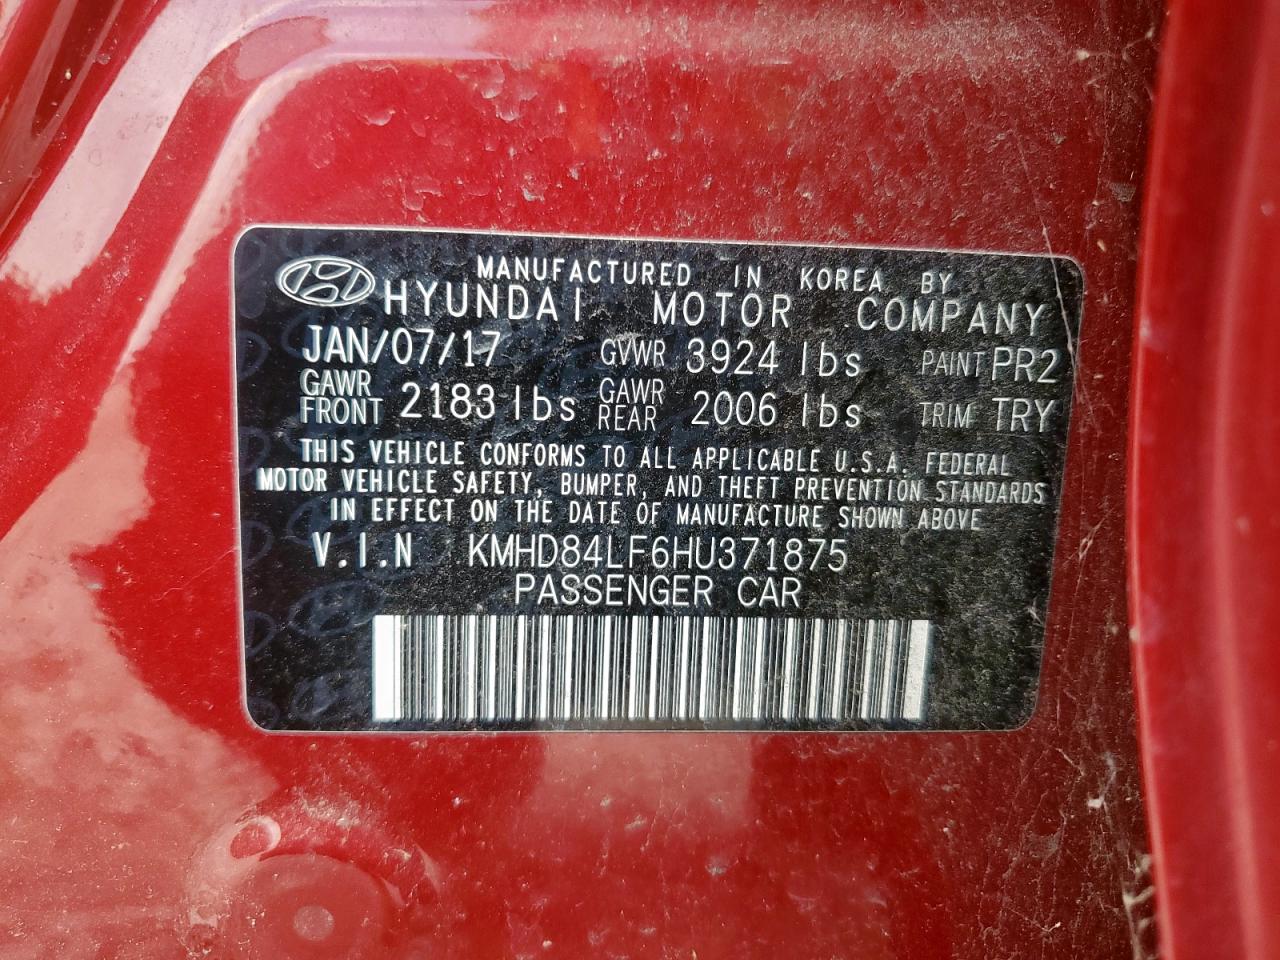 MANUFACTURED IN KOREA BY
HYUNDAI MOTOR COMPANY
JAN/07/17 GVWR 3924 lbs PAINT PR2
GAWR FRONT 2183 lbs GAWR REAR 2006 lbs TRIM TRY
THIS VEHICLE CONFORMS TO ALL APPLICABLE U.S.A. FEDERAL
MOTOR VEHICLE SAFETY, BUMPER, AND THEFT PREVENTION STANDARDS
IN EFFECT ON THE DATE OF MANUFACTURE SHOWN ABOVE
V.I.N KMHD84LF6HU371875
PASSENGER CAR